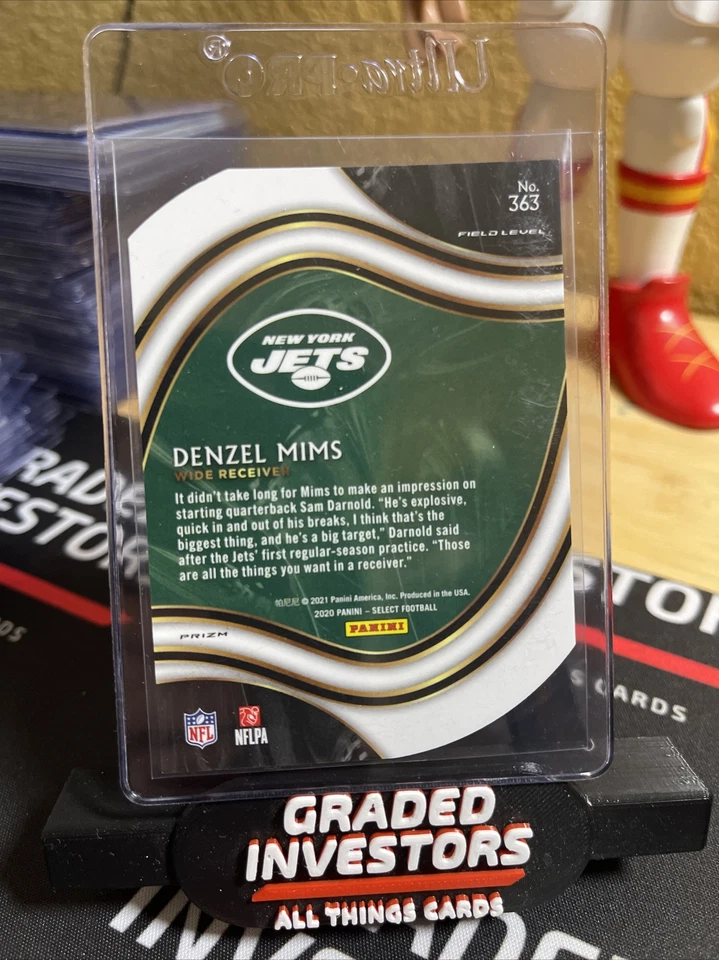 Ultra•PRO®
No.
363
FIELD LEVEL
NEW YORK
JETS
DENZEL MIMS
WIDE RECEIVER
It didn't take long for Mims to make an impression on
starting quarterback Sam Darnold. "He's explosive,
quick in and out of his breaks, I think that's the
biggest thing, and he's a big target," Darnold said
after the Jets' first regular-season practice. "Those
are all the things you want in a receiver."
帕尼尼 © 2021 Panini America, Inc. Produced in the USA.
2020 PANINI – SELECT FOOTBALL
PANINI
PRIZM
NFL
NFLPA
GRADED
INVESTORS
ALL THINGS CARDS
CARDS